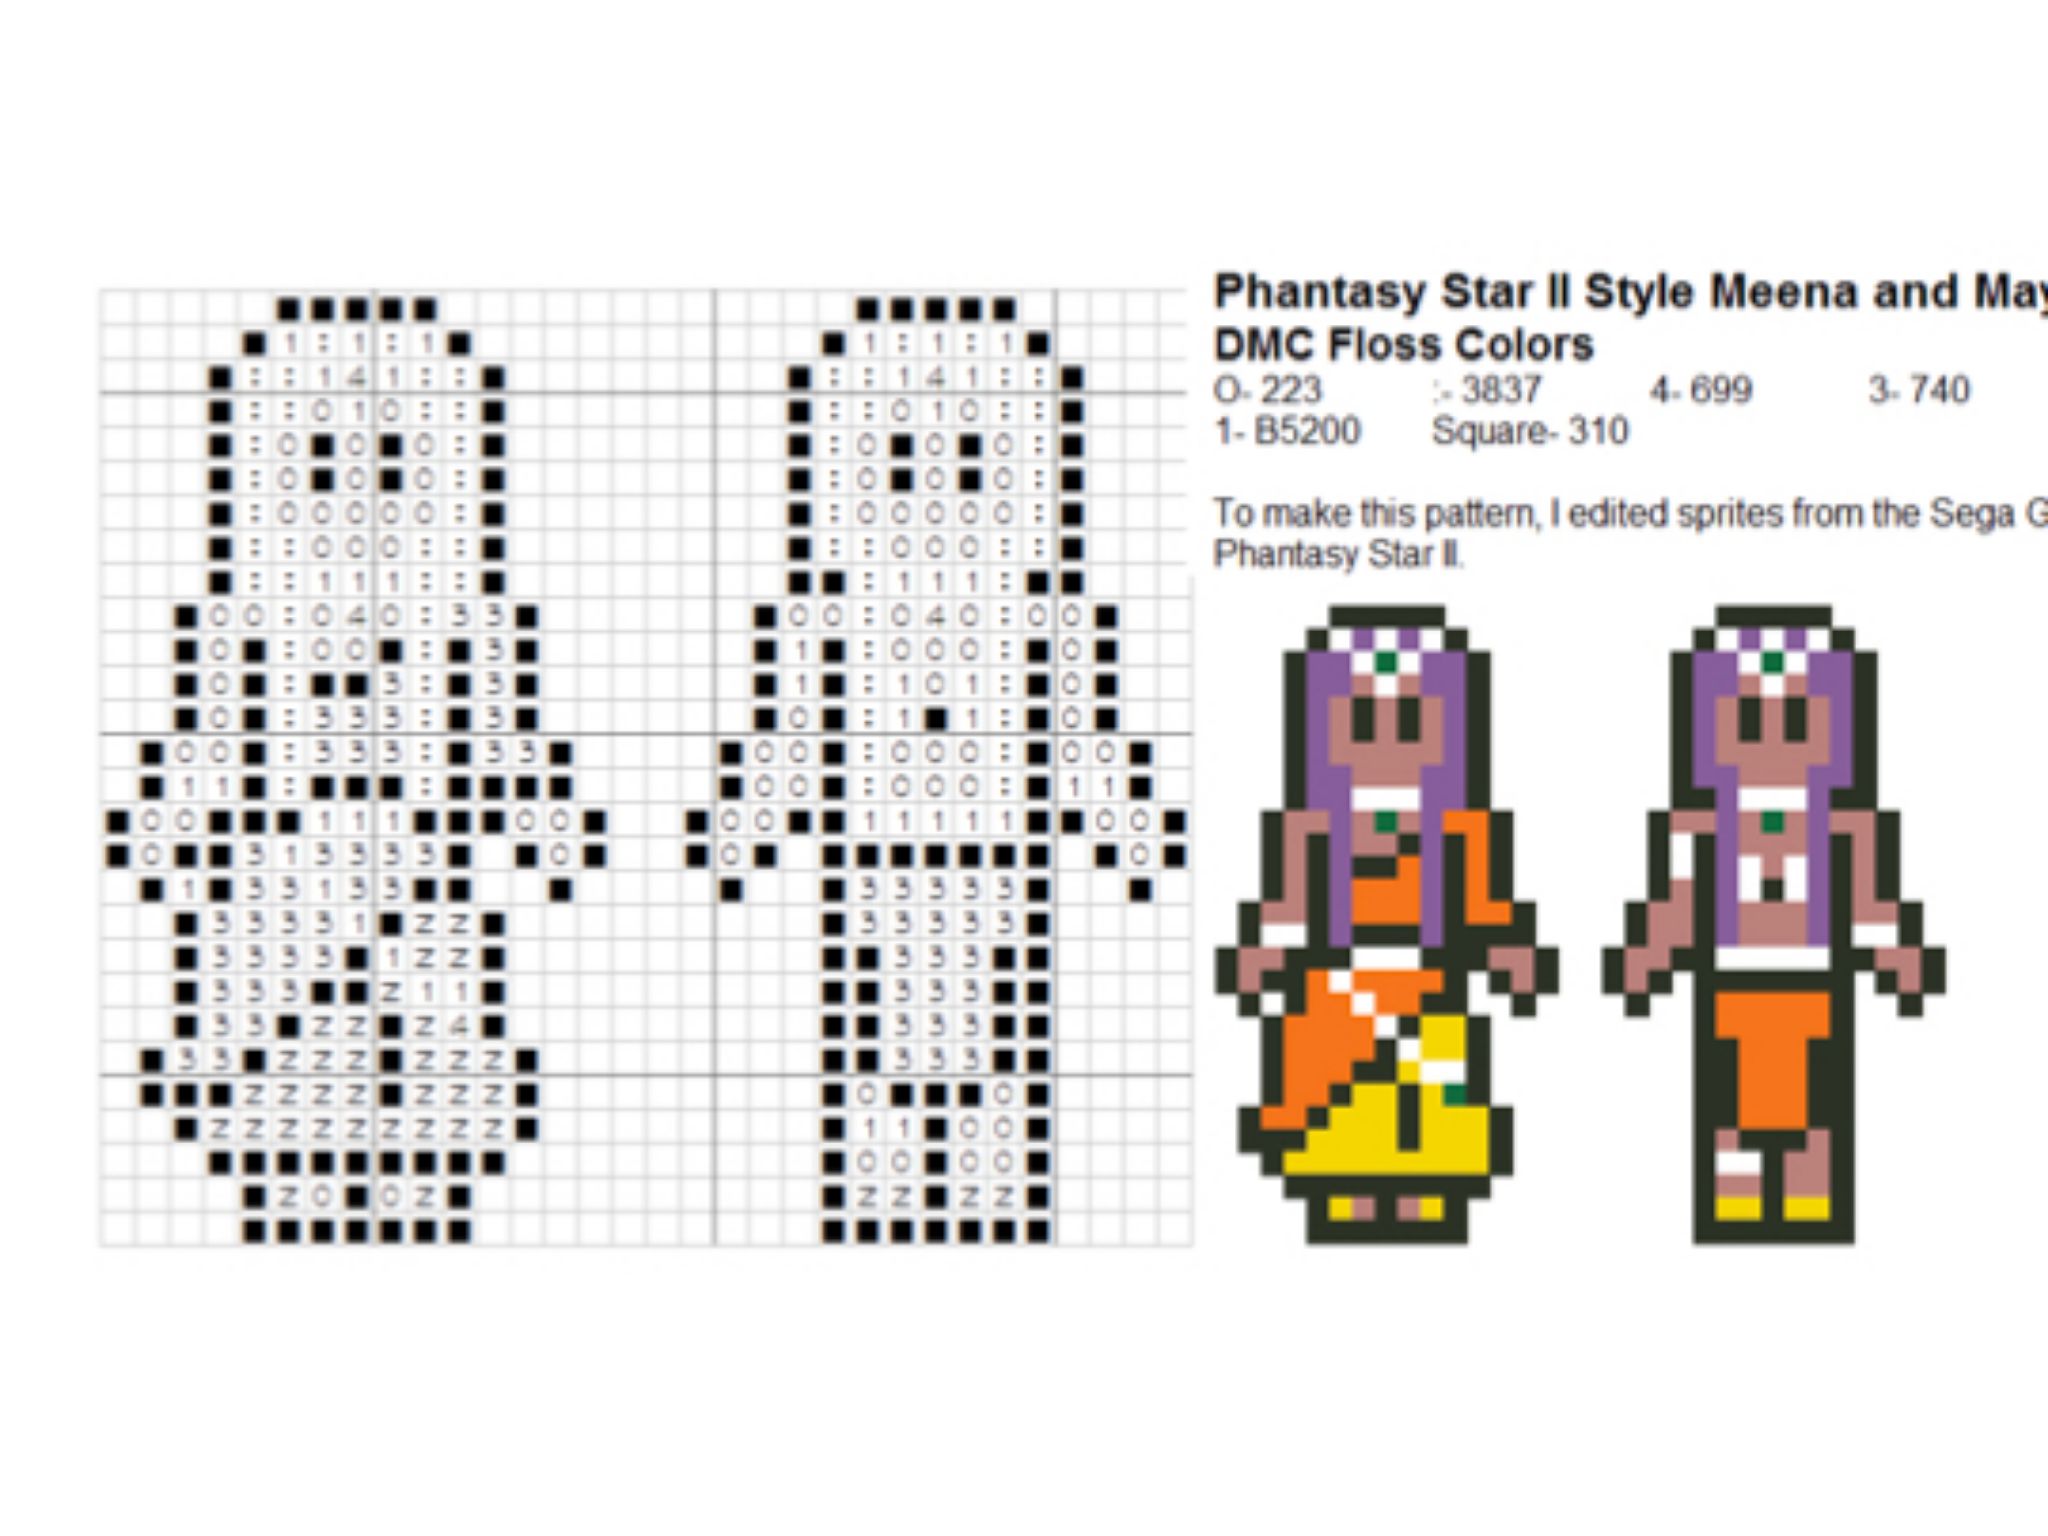 Phantasy Star II Style Meena and May
DMC Floss Colors
O- 223 :- 3837 4- 699 3- 740
1- B5200 Square- 310
To make this pattern, I edited sprites from the Sega G
Phantasy Star II.